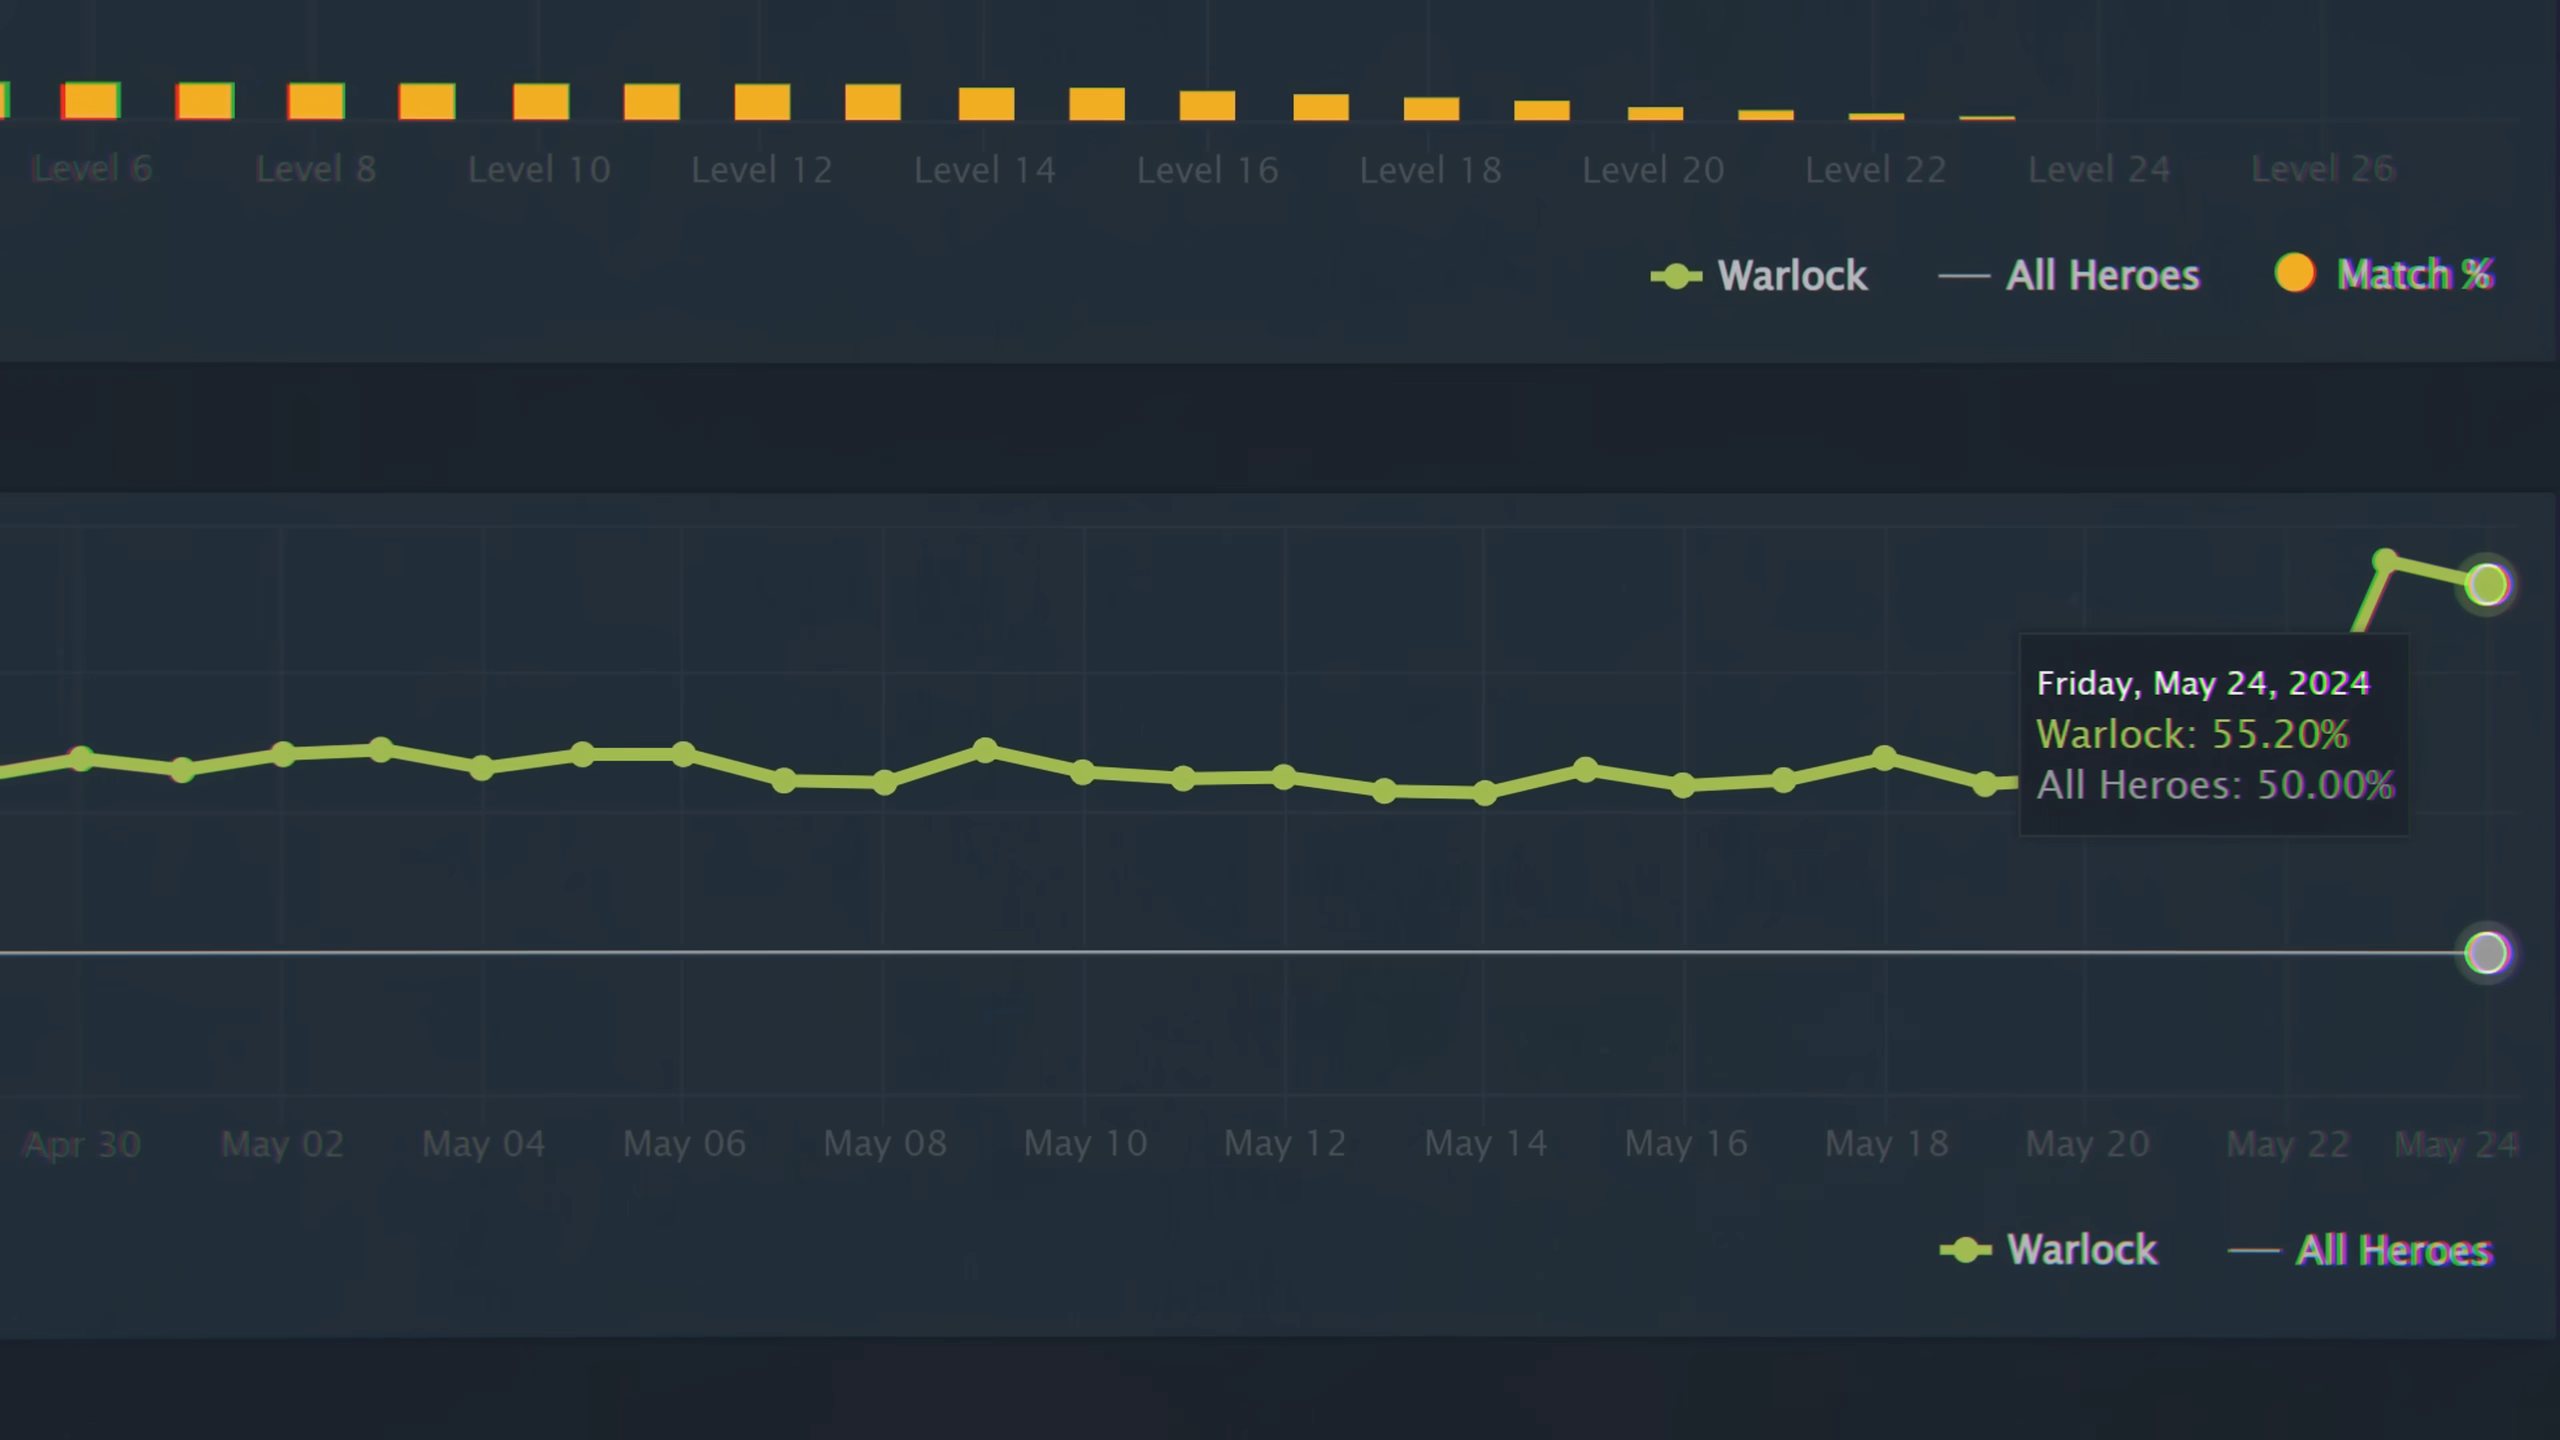 Level 6 Level 8 Level 10 Level 12 Level 14 Level 16 Level 18 Level 20 Level 22 Level 24 Level 26
Warlock All Heroes Match %
Friday, May 24, 2024
Warlock: 55.20%
All Heroes: 50.00%
Apr 30 May 02 May 04 May 06 May 08 May 10 May 12 May 14 May 16 May 18 May 20 May 22 May 24
Warlock All Heroes